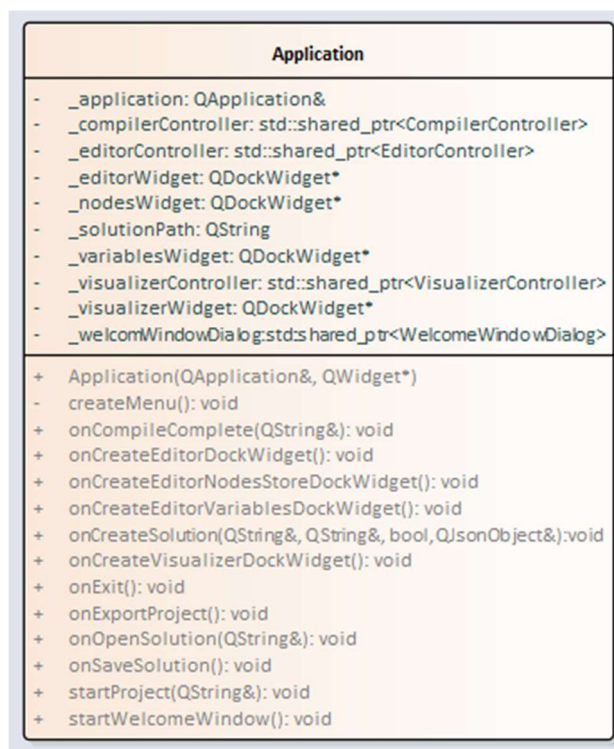 Application
- _application: QApplication&
- _compilerController: std::shared_ptr<CompilerController>
- _editorController: std::shared_ptr<EditorController>
- _editorWidget: QDockWidget*
- _nodesWidget: QDockWidget*
- _solutionPath: QString
- _variablesWidget: QDockWidget*
- _visualizerController: std::shared_ptr<VisualizerController>
- _visualizerWidget: QDockWidget*
- _welcomWindowDialog:std:shared_ptr<WelcomeWindowDialog>
+ Application(QApplication&, QWidget*)
- createMenu(): void
+ onCompileComplete(QString&): void
+ onCreateEditorDockWidget(): void
+ onCreateEditorNodesStoreDockWidget(): void
+ onCreateEditorVariablesDockWidget(): void
+ onCreateSolution(QString&, QString&, bool,QJsonObject&):void
+ onCreateVisualizerDockWidget(): void
+ onExit(): void
+ onExportProject(): void
+ onOpenSolution(QString&): void
+ onSaveSolution(): void
+ startProject(QString&): void
+ startWelcomeWindow(): void